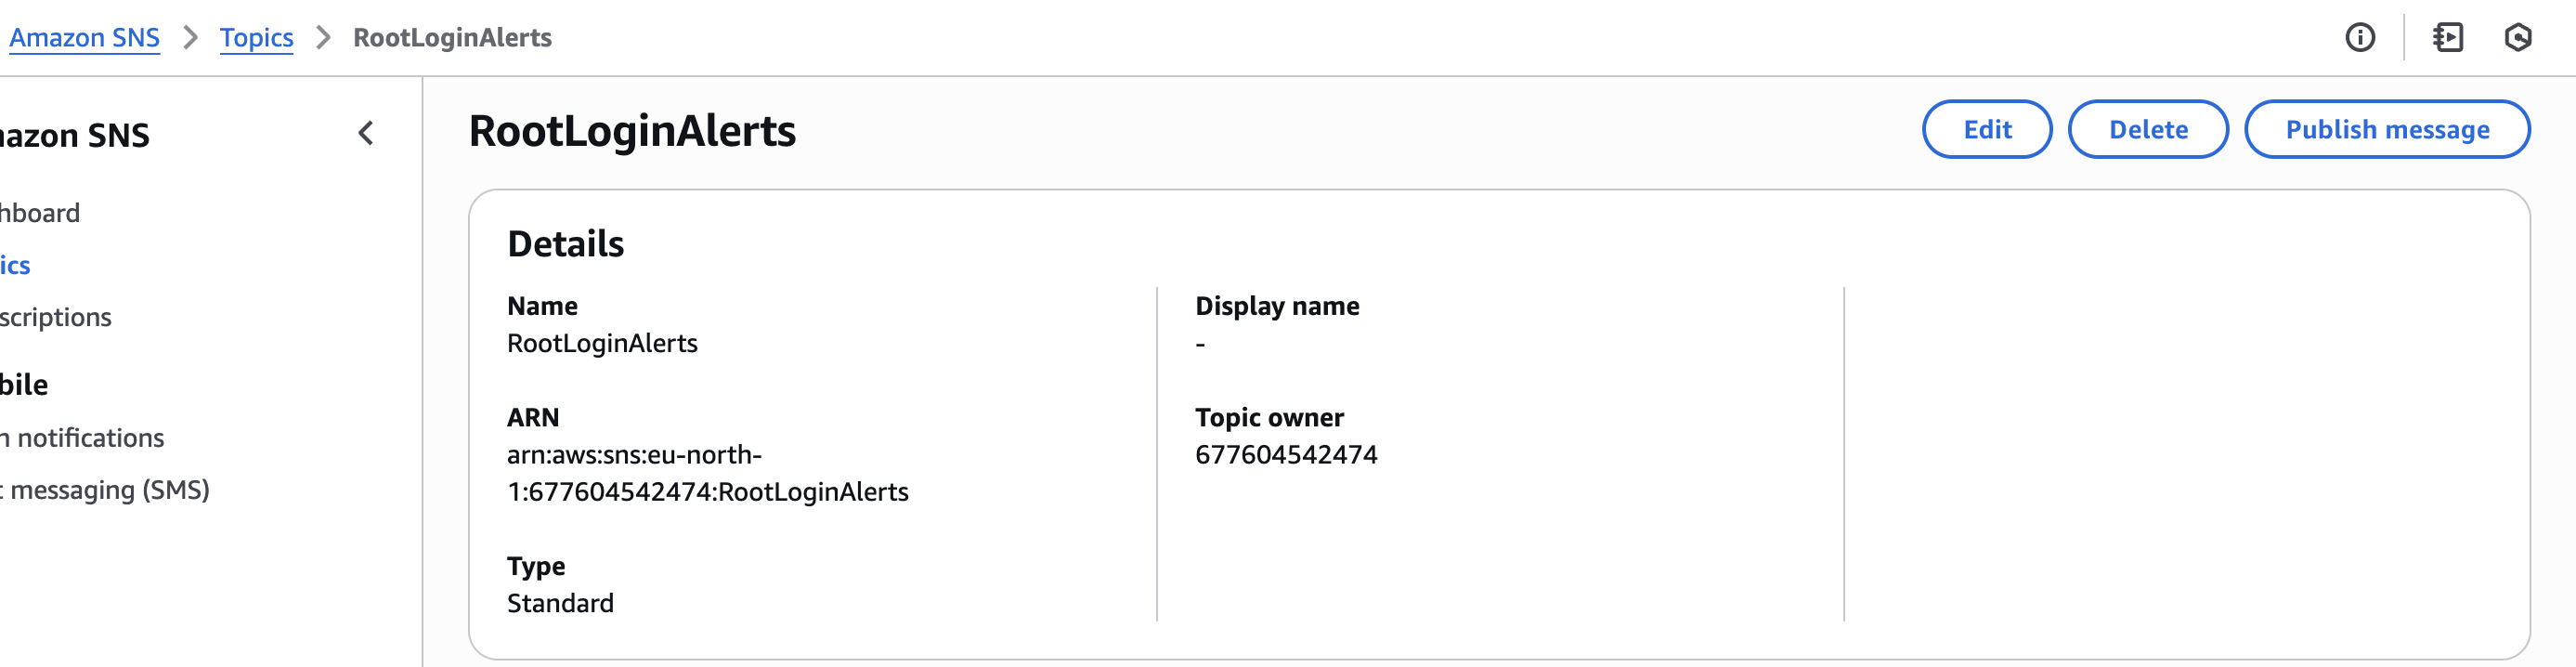 Amazon SNS > Topics > RootLoginAlerts
mazon SNS
RootLoginAlerts
Edit
Delete
Publish message
hboard
ics
scriptions
bile
h notifications
t messaging (SMS)
Details
Name
RootLoginAlerts
ARN
arn:aws:sns:eu-north-
1:677604542474:RootLoginAlerts
Type
Standard
Display name
-
Topic owner
677604542474